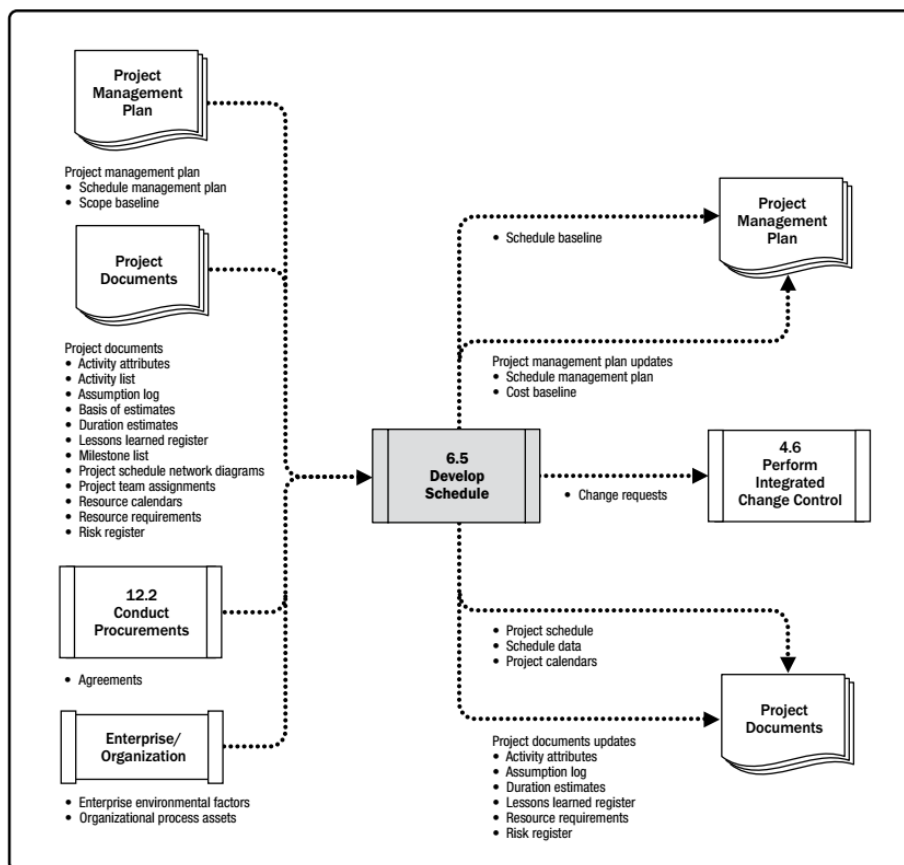 Project
Management
Plan
Project management plan
• Schedule management plan
• Scope baseline
Project
Documents
Project documents
• Activity attributes
• Activity list
• Assumption log
• Basis of estimates
• Duration estimates
• Lessons learned register
• Milestone list
• Project schedule network diagrams
• Project team assignments
• Resource calendars
• Resource requirements
• Risk register
12.2
Conduct
Procurements
• Agreements
Enterprise/
Organization
• Enterprise environmental factors
• Organizational process assets
6.5
Develop
Schedule
• Schedule baseline
Project
Management
Plan
Project management plan updates
• Schedule management plan
• Cost baseline
• Change requests
4.6
Perform
Integrated
Change Control
• Project schedule
• Schedule data
• Project calendars
Project
Documents
Project documents updates
• Activity attributes
• Assumption log
• Duration estimates
• Lessons learned register
• Resource requirements
• Risk register